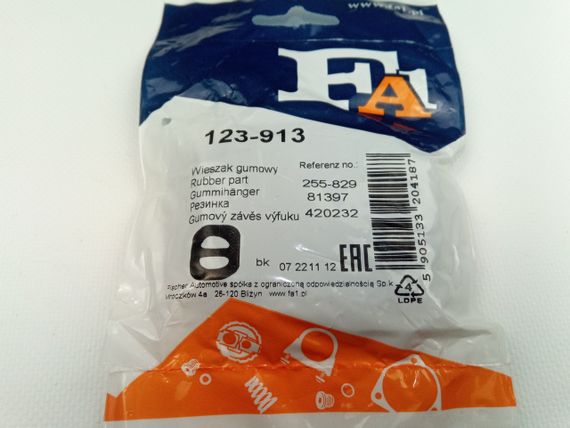 www.fa1.pl
FA1
123-913
Wieszak gumowy
Rubber part
Gummihänger
Резинка
Gumový závěs výfuku
Referenz no.:
255-829
81397
420232
5 905133 204187
bk 07 2211 12 EAC
Fischer Automotive spółka z ograniczoną odpowiedzialnością Sp.k
Mroczków 4a 26-120 Bliżyn www.fa1.pl
4
LDPE